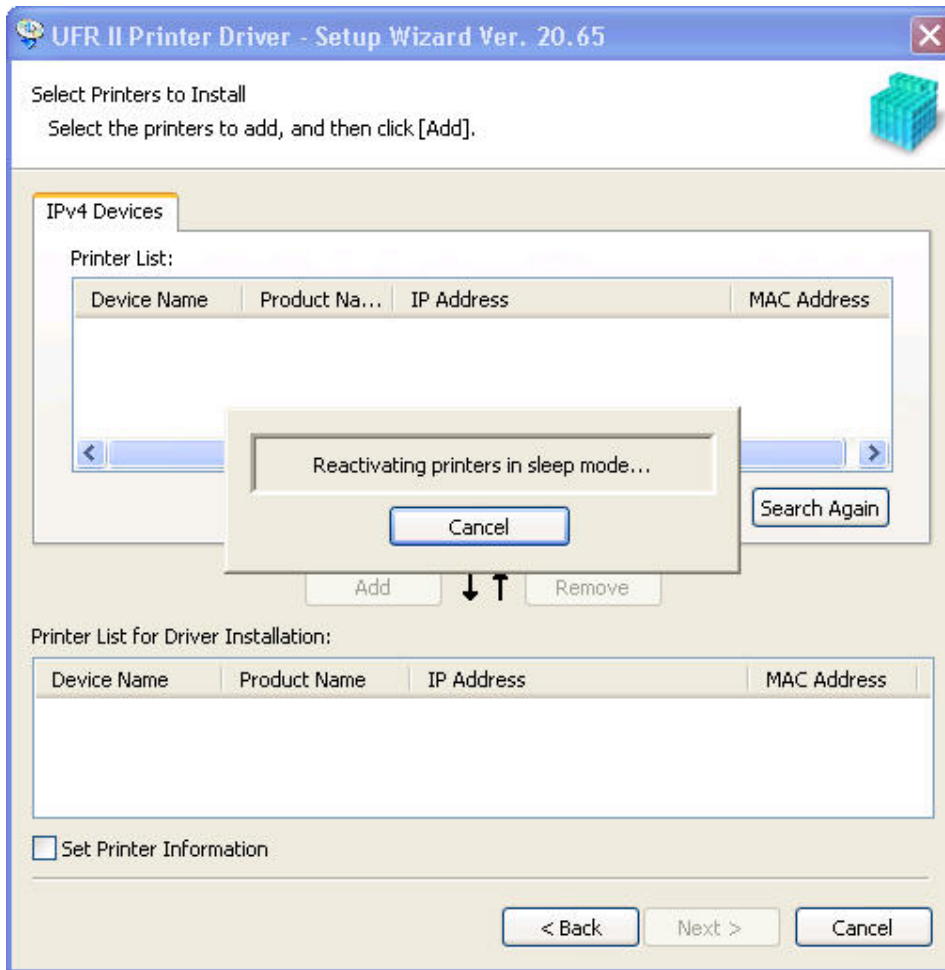 UFR II Printer Driver - Setup Wizard Ver. 20.65
Select Printers to Install
Select the printers to add, and then click [Add].
IPv4 Devices
Printer List:
Device Name Product Na... IP Address MAC Address
Reactivating printers in sleep mode...
Cancel
Search Again
Add Remove
Printer List for Driver Installation:
Device Name Product Name IP Address MAC Address
Set Printer Information
< Back Next > Cancel